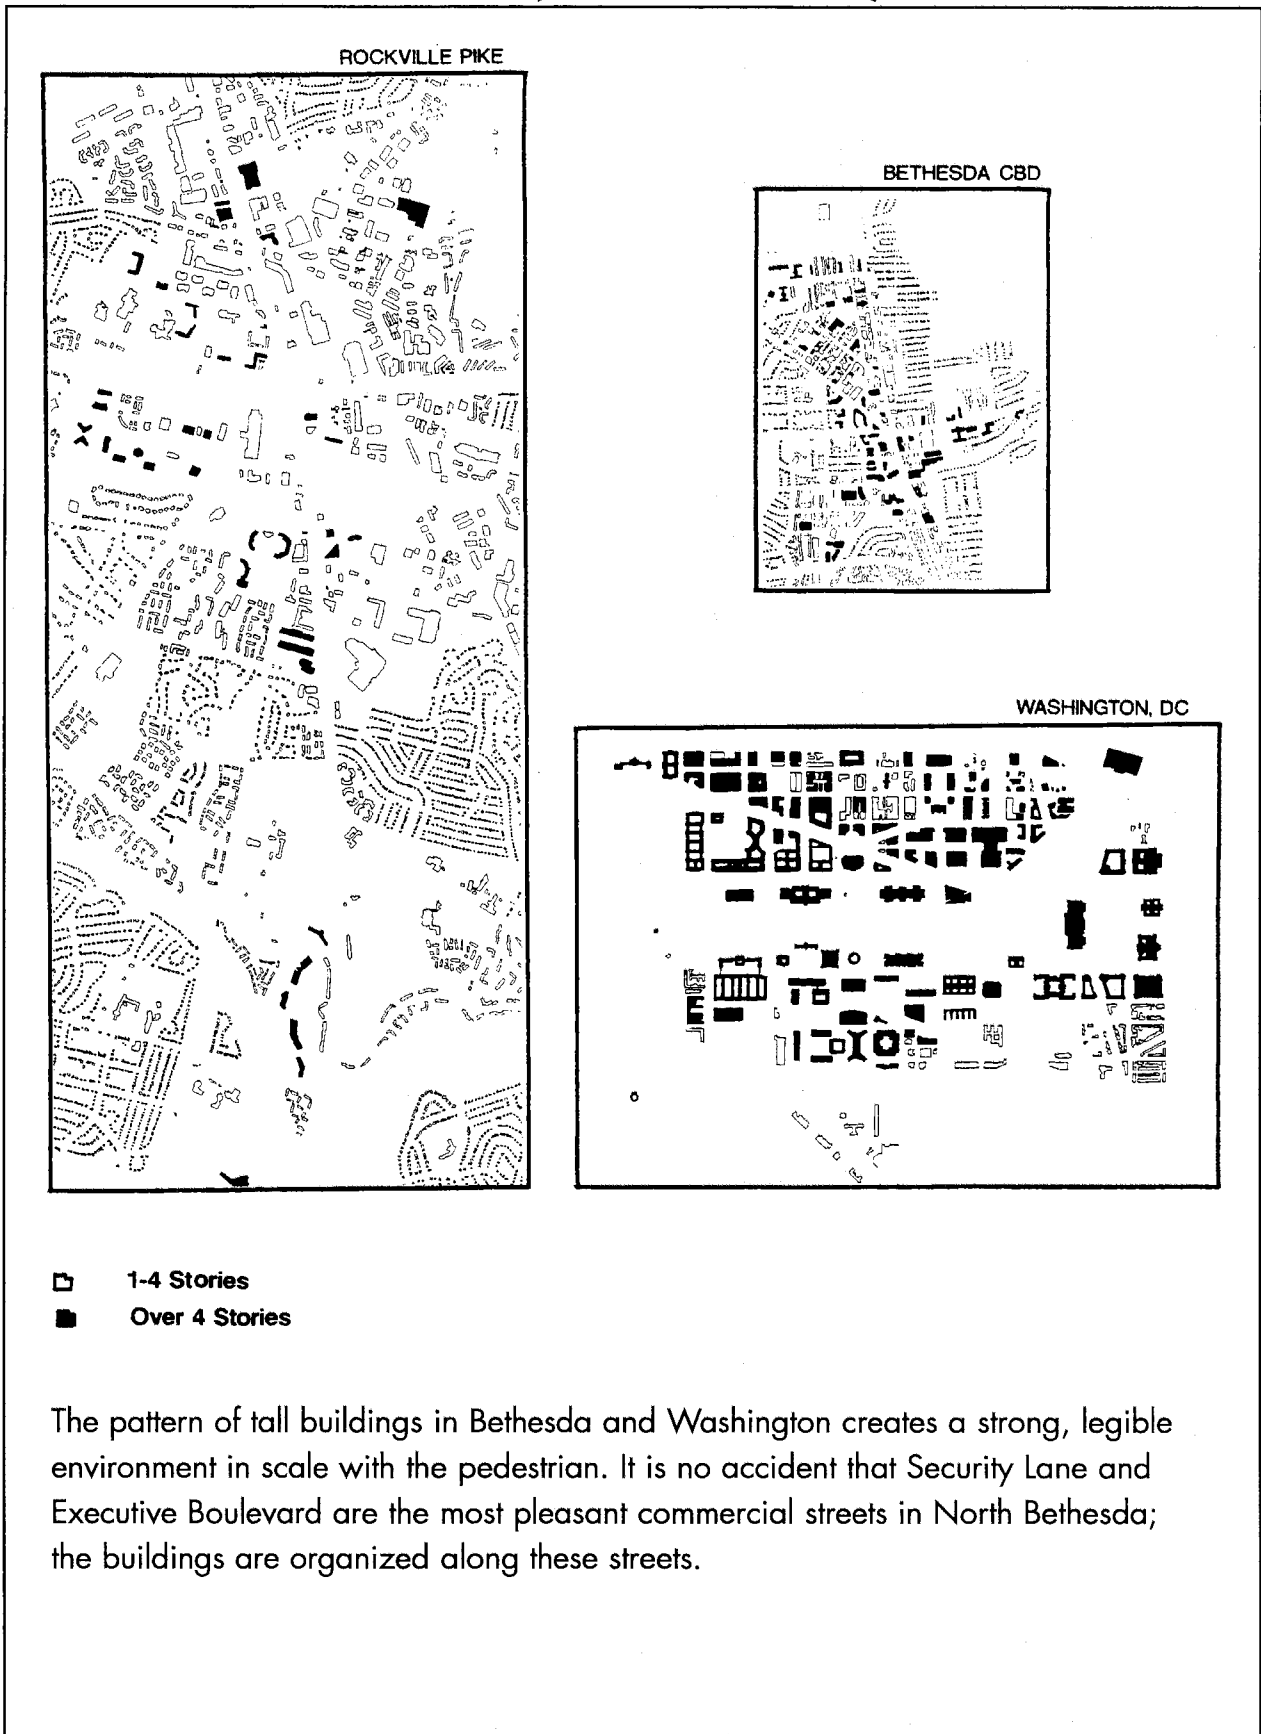 ROCKVILLE PIKE
BETHESDA CBD
WASHINGTON, DC
1-4 Stories
Over 4 Stories
The pattern of tall buildings in Bethesda and Washington creates a strong, legible
environment in scale with the pedestrian. It is no accident that Security Lane and
Executive Boulevard are the most pleasant commercial streets in North Bethesda;
the buildings are organized along these streets.